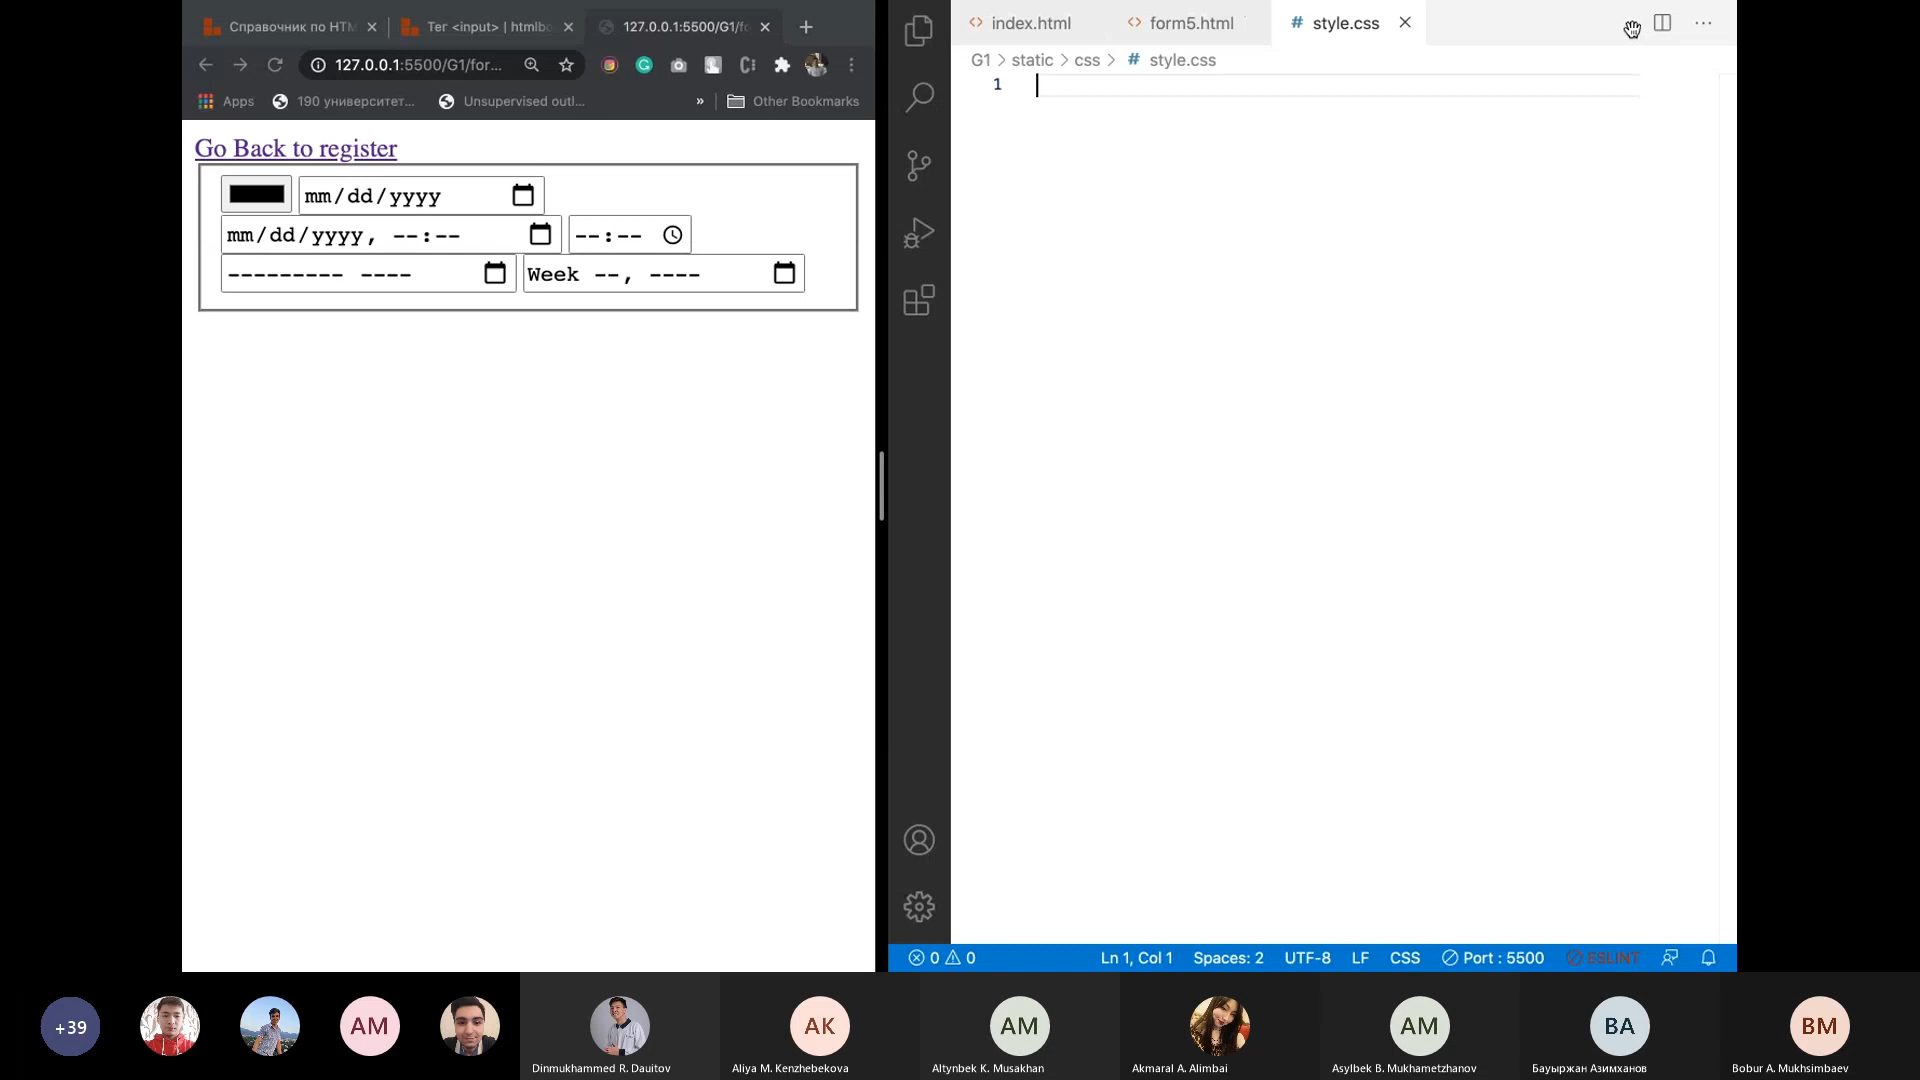 Справочник по HTM
Тег <input> | htmlbo
127.0.0.1:5500/G1/fo
127.0.0.1:5500/G1/for...
Apps
190 университет...
Unsupervised outl...
»
Other Bookmarks
Go Back to register
mm/dd/yyyy
mm/dd/yyyy, --:--
--:--
--------- ----
Week --, ----
index.html
form5.html
# style.css
G1 > static > css > # style.css
1
0 0
Ln 1, Col 1
Spaces: 2
UTF-8
LF
CSS
Port : 5500
ESLINT
+39
AM
Dinmukhammed R. Dauitov
AK
Aliya M. Kenzhebekova
AM
Altynbek K. Musakhan
Akmaral A. Alimbai
AM
Asylbek B. Mukhametzhanov
BA
Бауыржан Азимханов
BM
Bobur A. Mukhsimbaev